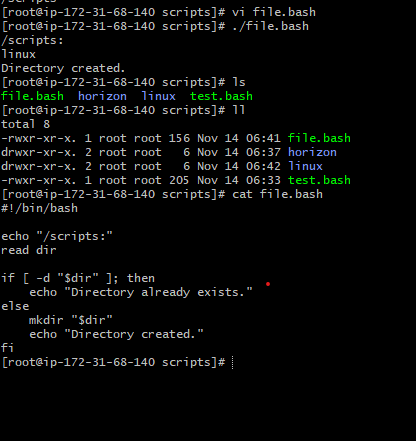 /scripts
[root@ip-172-31-68-140 scripts]# vi file.bash
[root@ip-172-31-68-140 scripts]# ./file.bash
/scripts:
linux
Directory created.
[root@ip-172-31-68-140 scripts]# ls
file.bash  horizon  linux  test.bash
[root@ip-172-31-68-140 scripts]# ll
total 8
-rwxr-xr-x. 1 root root 156 Nov 14 06:41 file.bash
drwxr-xr-x. 2 root root   6 Nov 14 06:37 horizon
drwxr-xr-x. 2 root root   6 Nov 14 06:42 linux
-rwxr-xr-x. 1 root root 205 Nov 14 06:33 test.bash
[root@ip-172-31-68-140 scripts]# cat file.bash
#!/bin/bash

echo "/scripts:"
read dir

if [ -d "$dir" ]; then
    echo "Directory already exists."
else
    mkdir "$dir"
    echo "Directory created."
fi
[root@ip-172-31-68-140 scripts]#